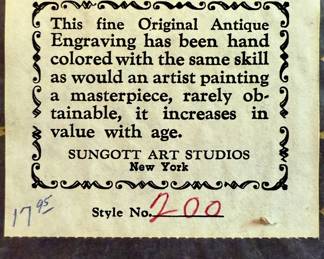 This fine Original Antique
Engraving has been hand
colored with the same skill
as would an artist painting
a masterpiece, rarely ob-
tainable, it increases in
value with age.
SUNGOTT ART STUDIOS
New York
Style No. 200
17 95